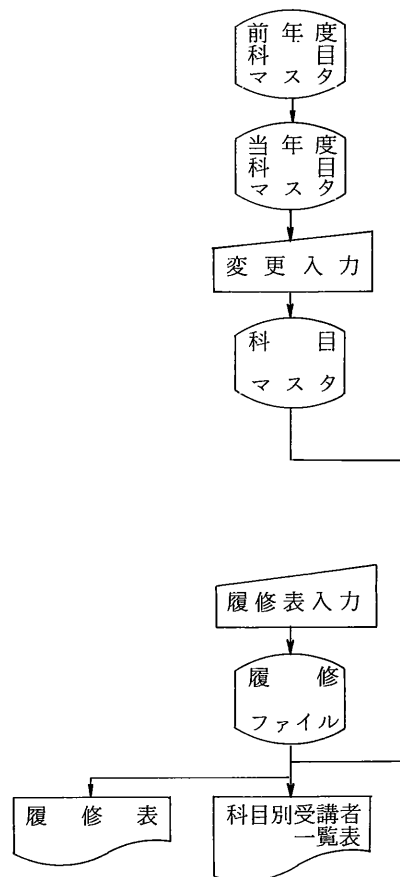 前年度
科目
マスタ
当年度
科目
マスタ
変更入力
科目
マスタ
履修表入力
履修
ファイル
履修表
科目別受講者
一覧表